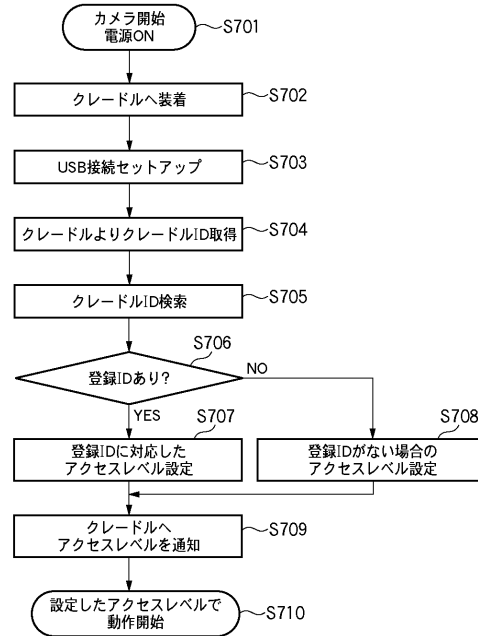 カメラ開始
電源ON
S701
クレードルへ装着
S702
USB接続セットアップ
S703
クレードルよりクレードルID取得
S704
クレードルID検索
S705
S706
登録IDあり?
NO
YES
S707
S708
登録IDに対応した
アクセスレベル設定
登録IDがない場合の
アクセスレベル設定
クレードルへ
アクセスレベルを通知
S709
設定したアクセスレベルで
動作開始
S710